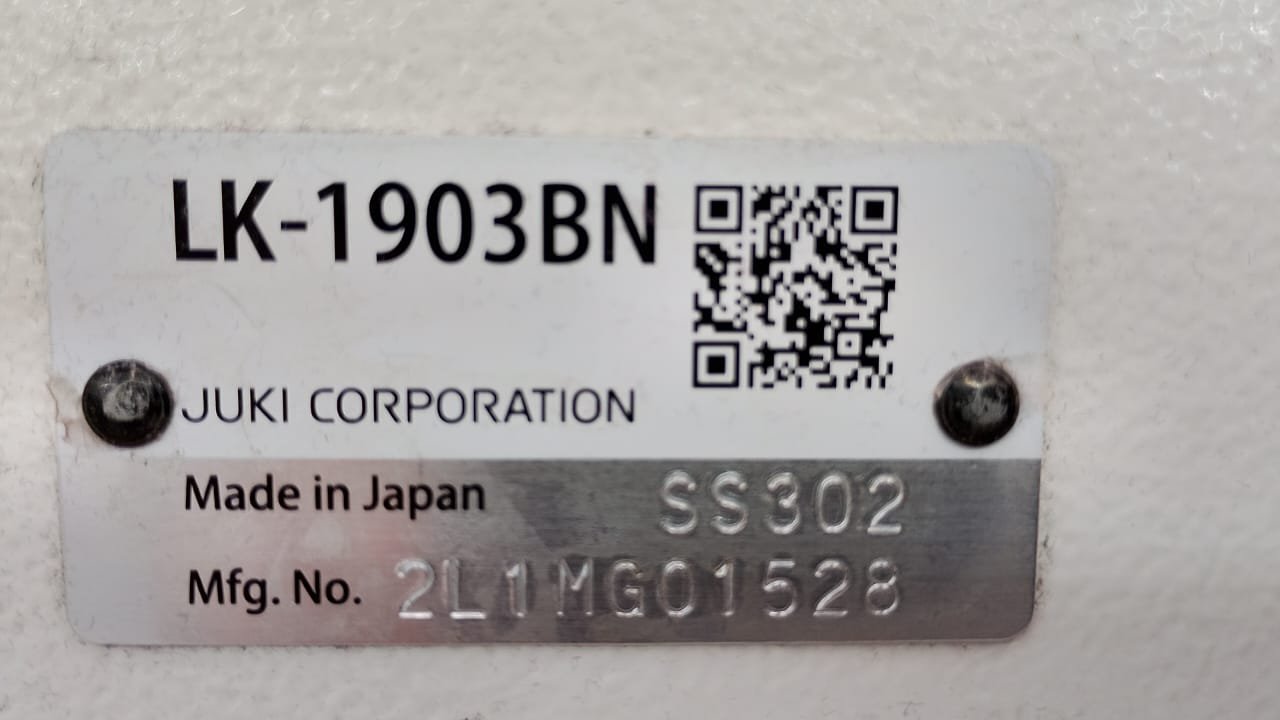 LK-1903BN
JUKI CORPORATION
Made in Japan SS302
Mfg. No. 2L1MG01528